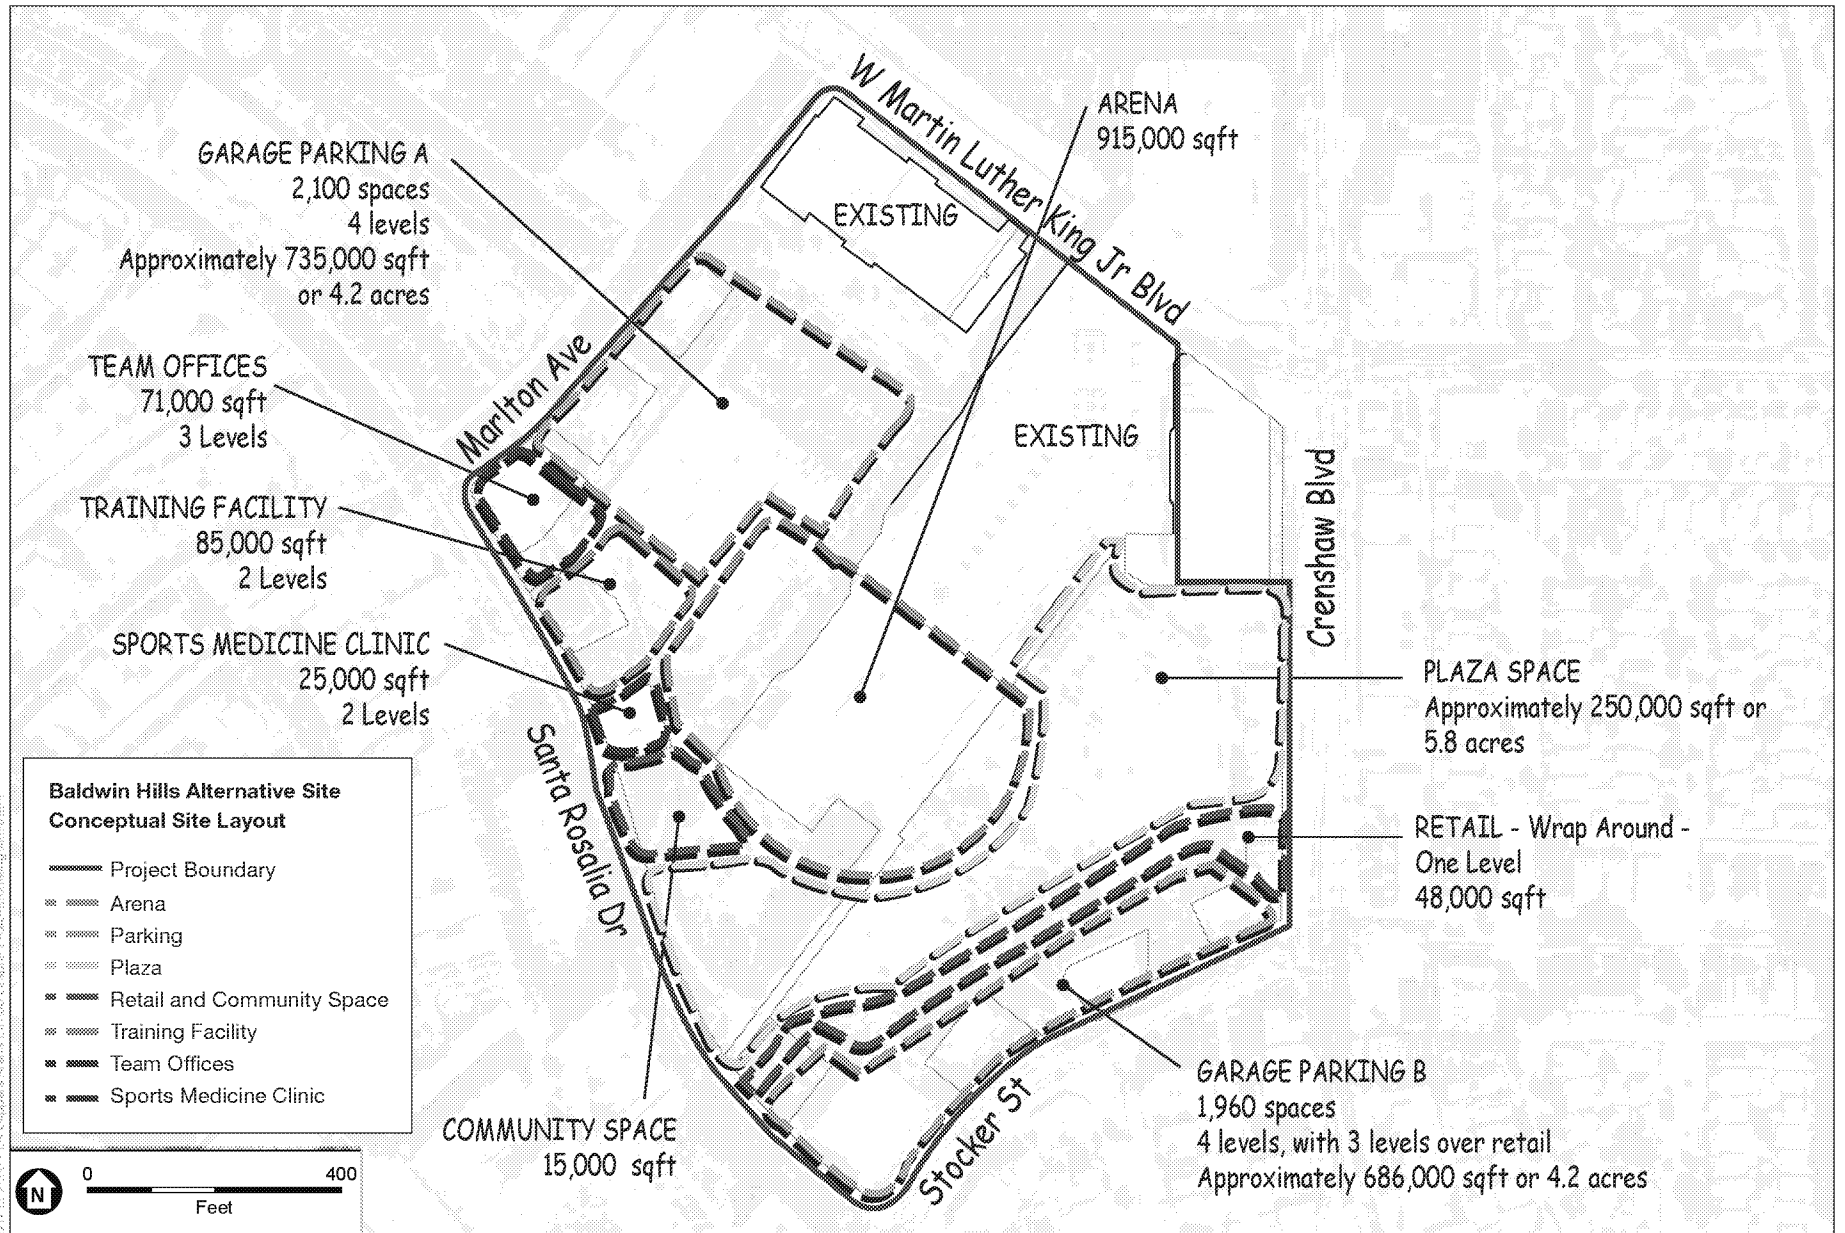 W Martin Luther King Jr Blvd
ARENA
915,000 sqft
GARAGE PARKING A
2,100 spaces
4 levels
Approximately 735,000 sqft
or 4.2 acres
EXISTING
TEAM OFFICES
71,000 sqft
3 Levels
Marlton Ave
EXISTING
Crenshaw Blvd
TRAINING FACILITY
85,000 sqft
2 Levels
SPORTS MEDICINE CLINIC
25,000 sqft
2 Levels
PLAZA SPACE
Approximately 250,000 sqft or
5.8 acres
Santa Rosalia Dr
RETAIL - Wrap Around -
One Level
48,000 sqft
Baldwin Hills Alternative Site
Conceptual Site Layout
Project Boundary
Arena
Parking
Plaza
Retail and Community Space
Training Facility
Team Offices
Sports Medicine Clinic
COMMUNITY SPACE
15,000 sqft
Stocker St
GARAGE PARKING B
1,960 spaces
4 levels, with 3 levels over retail
Approximately 686,000 sqft or 4.2 acres
N
0 400
Feet